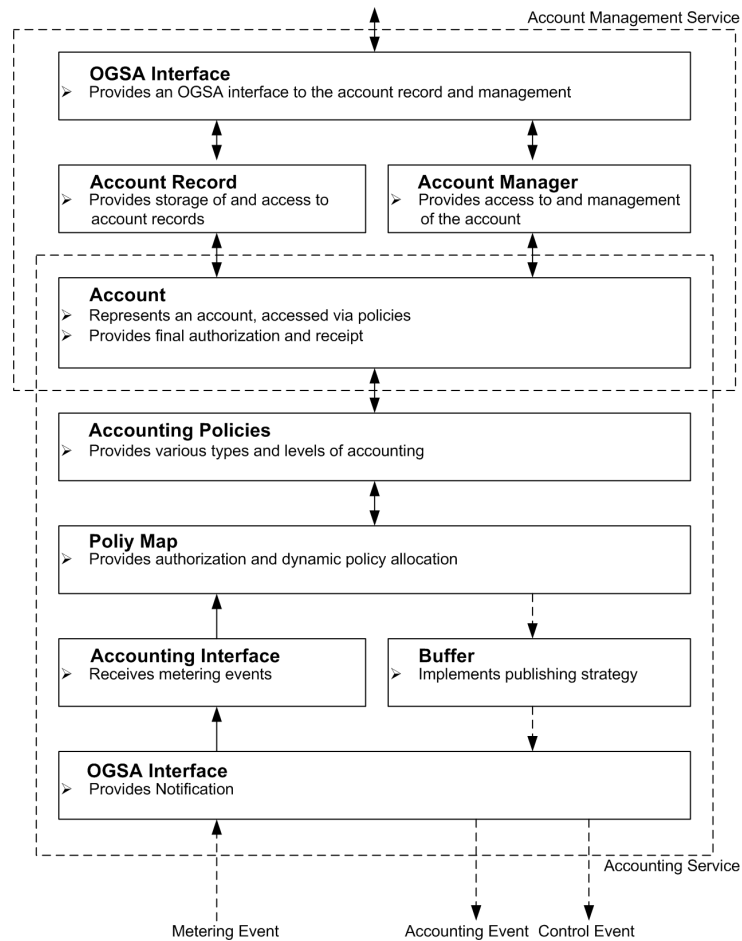 Account Management Service
OGSA Interface
➢ Provides an OGSA interface to the account record and management
Account Record
➢ Provides storage of and access to
account records
Account Manager
➢ Provides access to and management
of the account
Account
➢ Represents an account, accessed via policies
➢ Provides final authorization and receipt
Accounting Policies
➢ Provides various types and levels of accounting
Poliy Map
➢ Provides authorization and dynamic policy allocation
Accounting Interface
➢ Receives metering events
Buffer
➢ Implements publishing strategy
OGSA Interface
➢ Provides Notification
Accounting Service
Metering Event
Accounting Event
Control Event